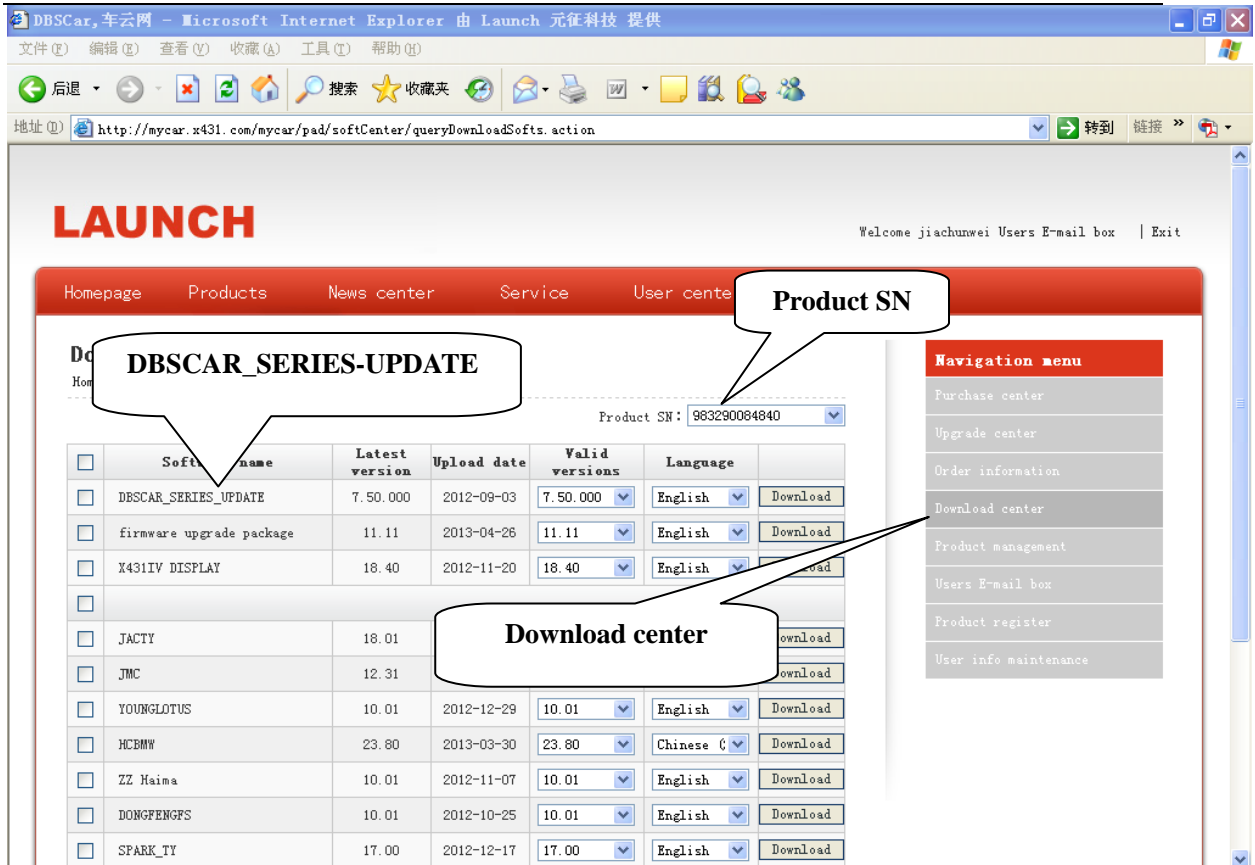 DBSCar,车云网 - Microsoft Internet Explorer 由 Launch 元征科技 提供
文件(F) 编辑(E) 查看(V) 收藏(A) 工具(T) 帮助(H)
后退 搜索 收藏夹
地址(D) http://mycar.x431.com/mycar/pad/softCenter/queryDownloadSofts.action 转到 链接 »
LAUNCH
Welcome jiachunwei Users E-mail box | Exit
Homepage Products News center Service User cente
Product SN
DBSCAR_SERIES-UPDATE
Product SN: 983290084840
Latest version Upload date Valid versions Language
DBSCAR_SERIES_UPDATE 7.50.000 2012-09-03 7.50.000 English Download
firmware upgrade package 11.11 2013-04-26 11.11 English Download
X431IV DISPLAY 18.40 2012-11-20 18.40 English
Download center
JACTY 18.01 ownload
JMC 12.31 ownload
YOUNGLOTUS 10.01 2012-12-29 10.01 English Download
HCBMW 23.80 2013-03-30 23.80 Chinese ( Download
ZZ Haima 10.01 2012-11-07 10.01 English Download
DONGFENGFS 10.01 2012-10-25 10.01 English Download
SPARK_TY 17.00 2012-12-17 17.00 English Download
Navigation menu
Purchase center
Upgrade center
Order information
Download center
Product management
Users E-mail box
Product register
User info maintenance